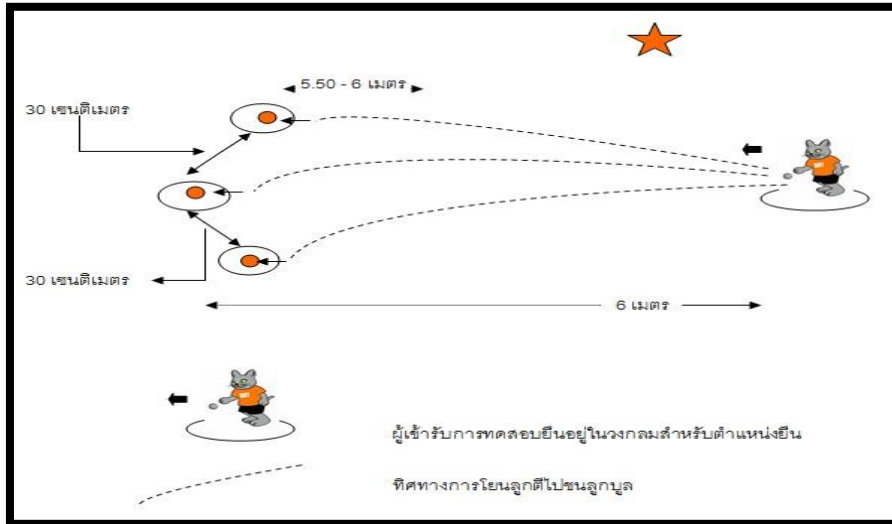 5.50 - 6 เมตร
30 เซนติเมตร
30 เซนติเมตร
6 เมตร
ผู้เข้ารับการทดสอบยืนอยู่ในวงกลมสำหรับตำแหน่งยืน
ทิศทางการโยนลูกตีไปชนลูกบูล